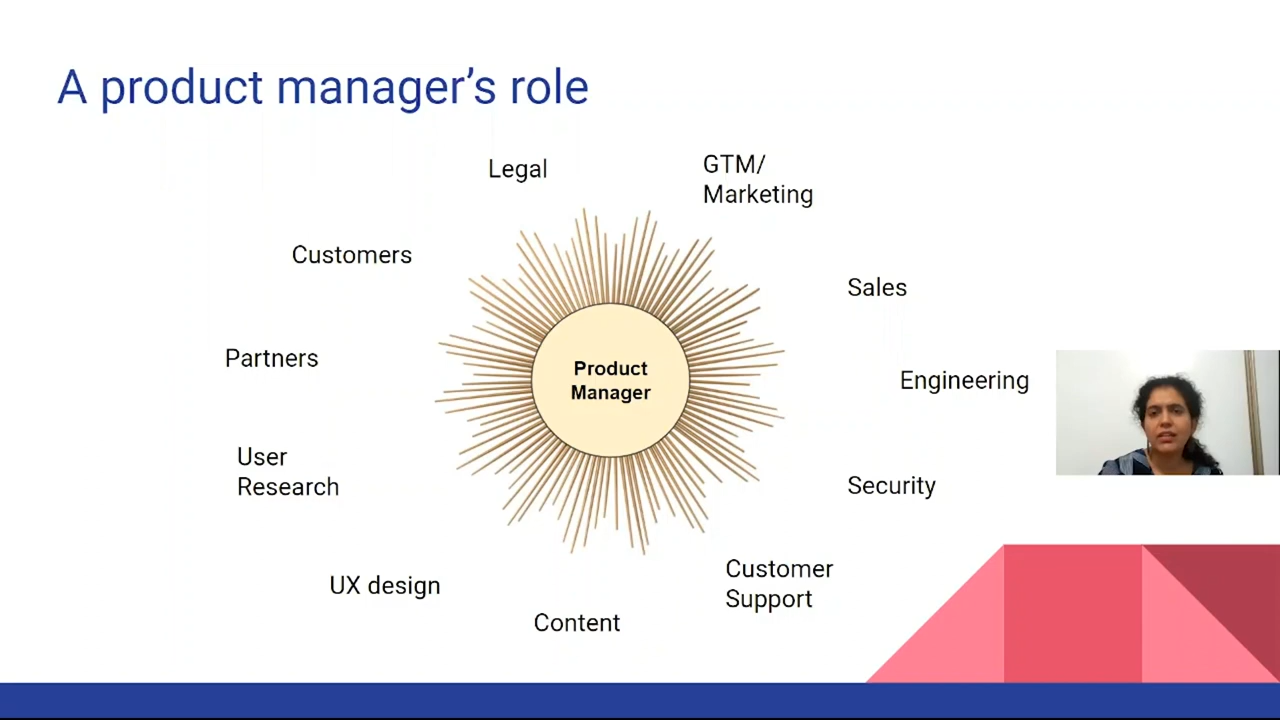 A product manager's role
Legal
GTM/
Marketing
Customers
Sales
Partners
Product
Manager
Engineering
User
Research
Security
UX design
Customer
Support
Content